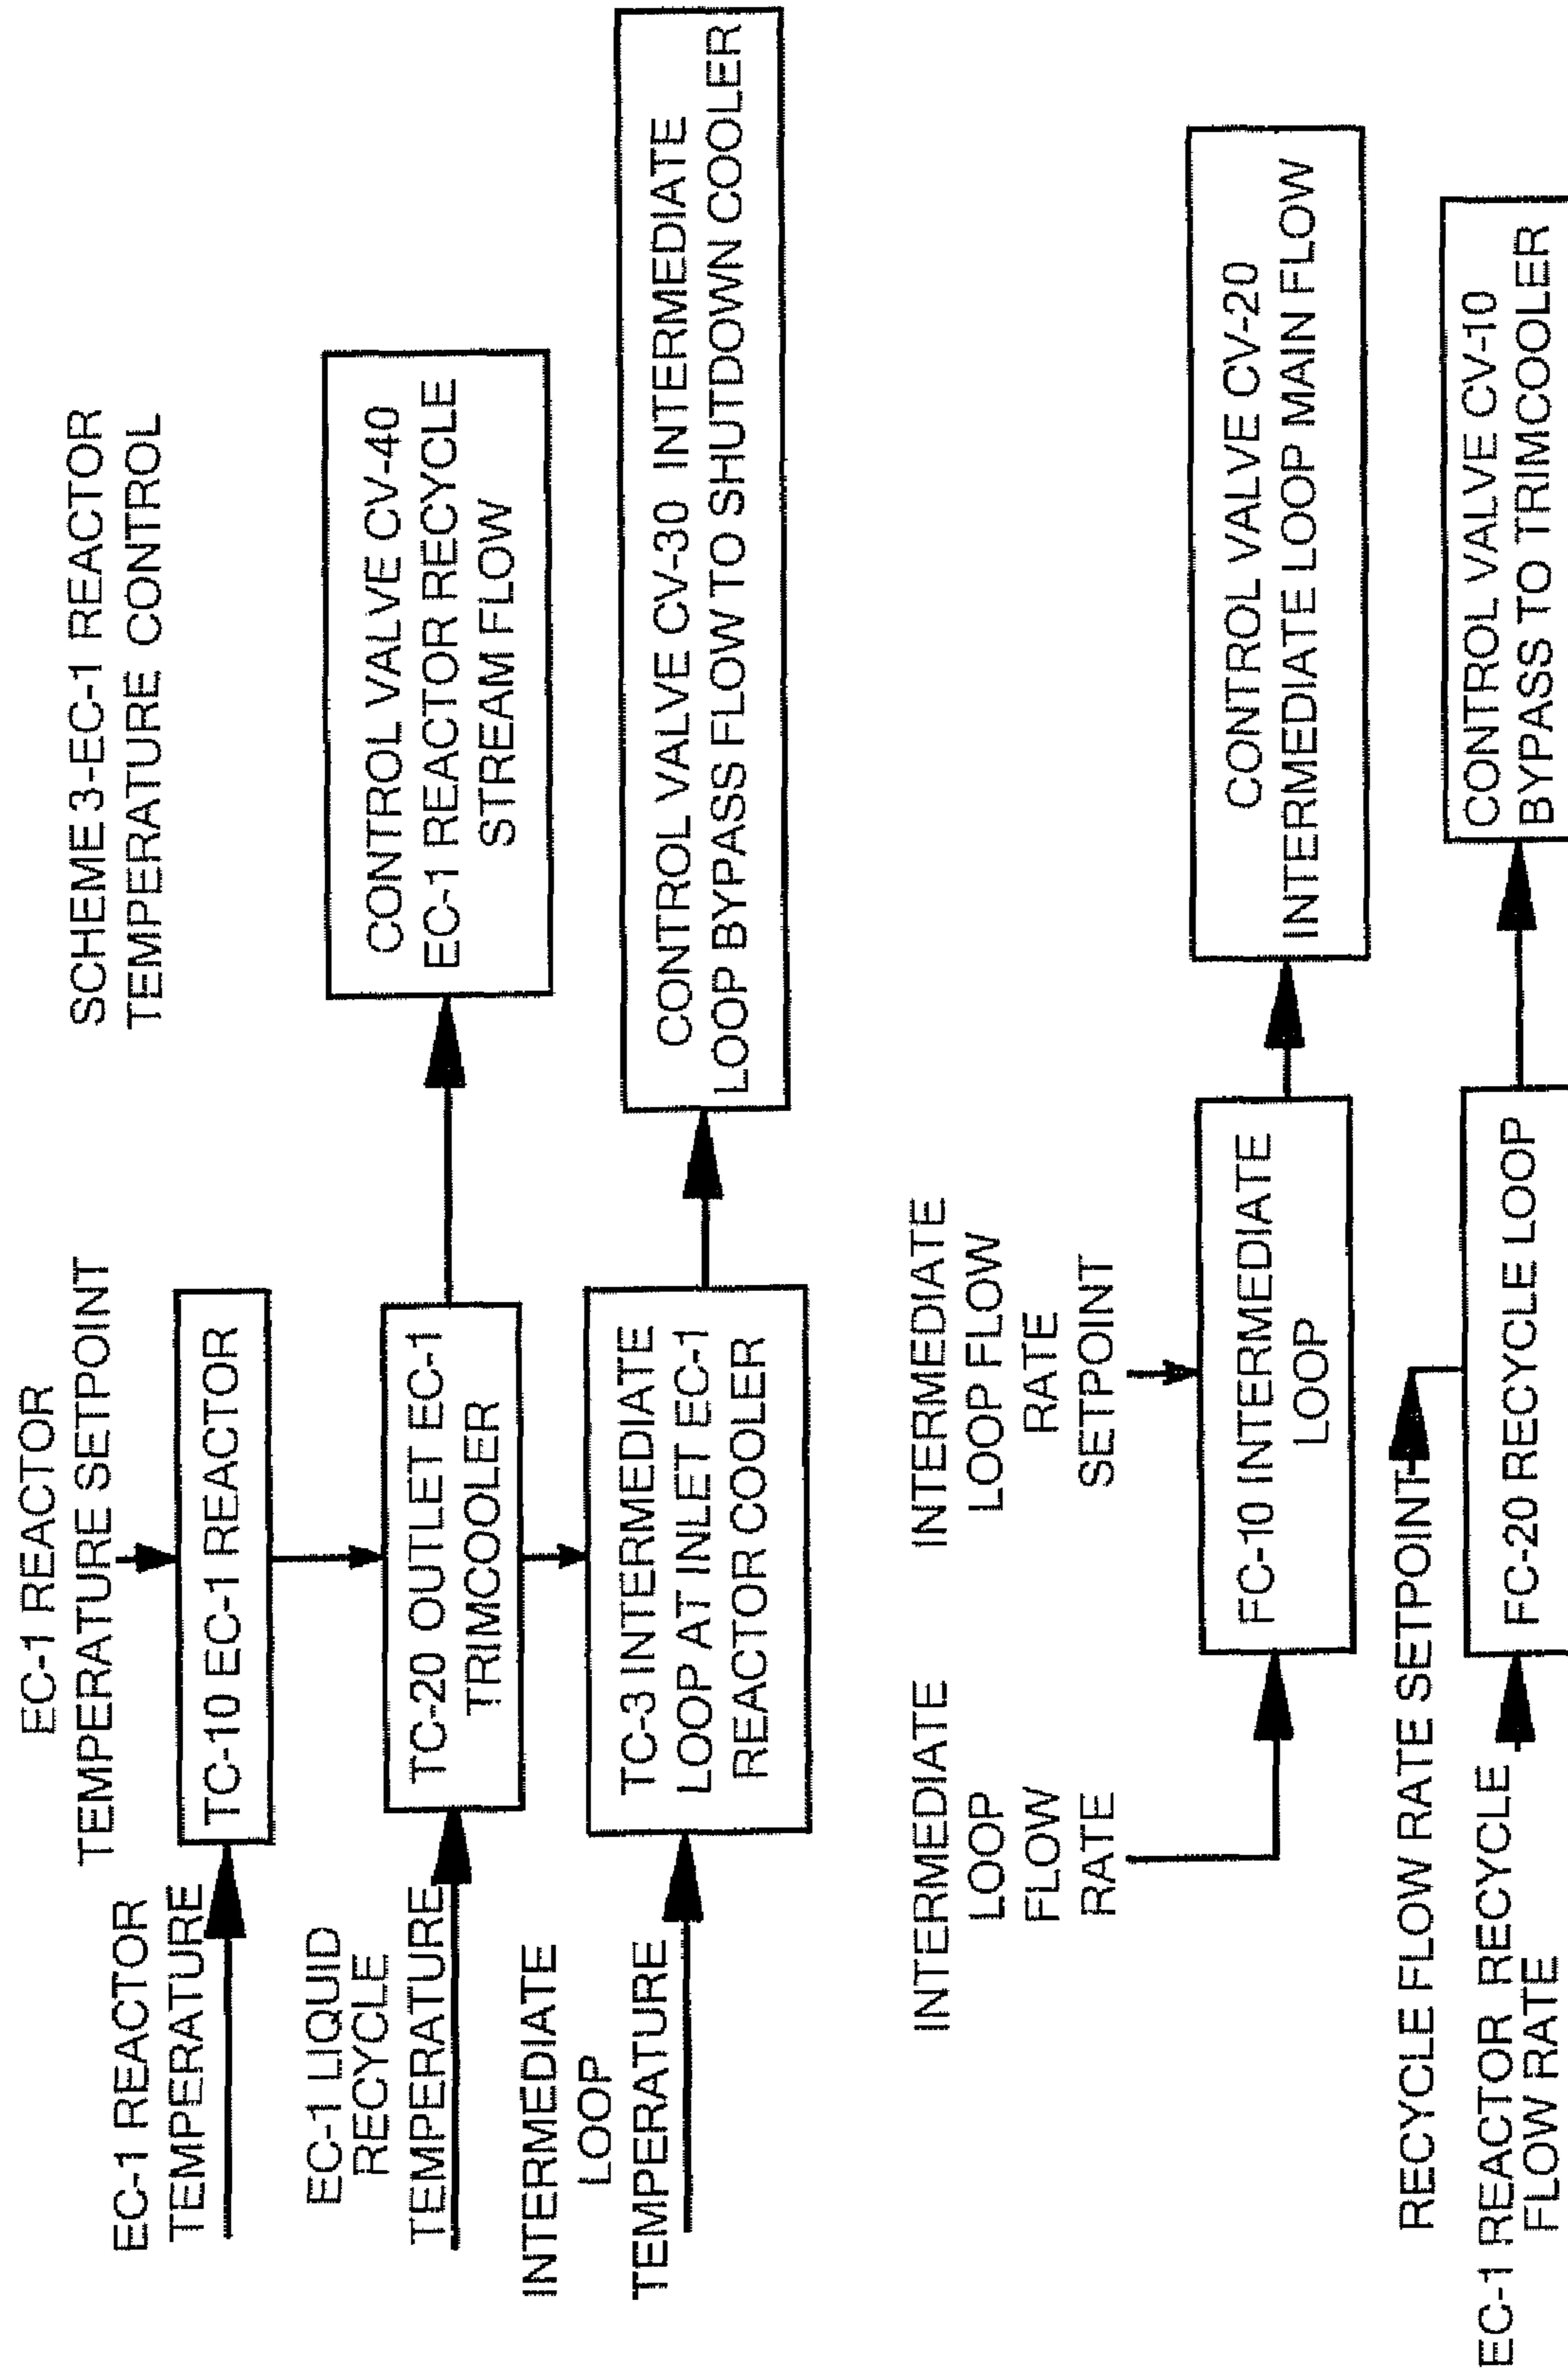 SCHEME 3-EC-1 REACTOR
TEMPERATURE CONTROL
EC-1 REACTOR
TEMPERATURE SETPOINT
EC-1 REACTOR
TEMPERATURE
TC-10 EC-1 REACTOR
EC-1 LIQUID
RECYCLE
TEMPERATURE
TC-20 OUTLET EC-1
TRIMCOOLER
CONTROL VALVE CV-40
EC-1 REACTOR RECYCLE
STREAM FLOW
INTERMEDIATE
LOOP
TEMPERATURE
TC-3 INTERMEDIATE
LOOP AT INLET EC-1
REACTOR COOLER
CONTROL VALVE CV-30 INTERMEDIATE
LOOP BYPASS FLOW TO SHUTDOWN COOLER
INTERMEDIATE
LOOP
FLOW
RATE
INTERMEDIATE
LOOP FLOW
RATE
SETPOINT
FC-10 INTERMEDIATE
LOOP
CONTROL VALVE CV-20
INTERMEDIATE LOOP MAIN FLOW
RECYCLE FLOW RATE SETPOINT
EC-1 REACTOR RECYCLE
FLOW RATE
FC-20 RECYCLE LOOP
CONTROL VALVE CV-10
BYPASS TO TRIMCOOLER